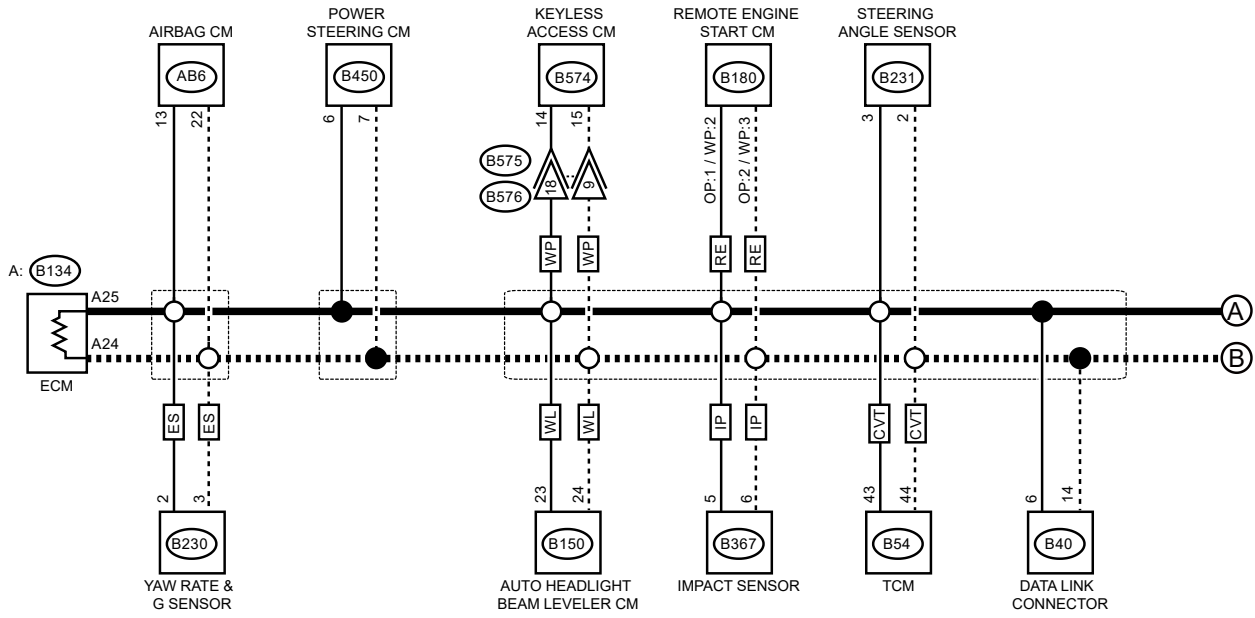 AIRBAG CM
POWER
STEERING CM
KEYLESS
ACCESS CM
REMOTE ENGINE
START CM
STEERING
ANGLE SENSOR
AB6
B450
B574
B180
B231
13
22
6
7
14
15
OP:1 / WP:2
OP:2 / WP:3
3
2
B575
B576
18
9
WP
WP
RE
RE
A: B134
A25
A24
ECM
A
B
ES
ES
WL
WL
IP
IP
CVT
CVT
2
3
23
24
5
6
43
44
6
14
B230
B150
B367
B54
B40
YAW RATE &
G SENSOR
AUTO HEADLIGHT
BEAM LEVELER CM
IMPACT SENSOR
TCM
DATA LINK
CONNECTOR